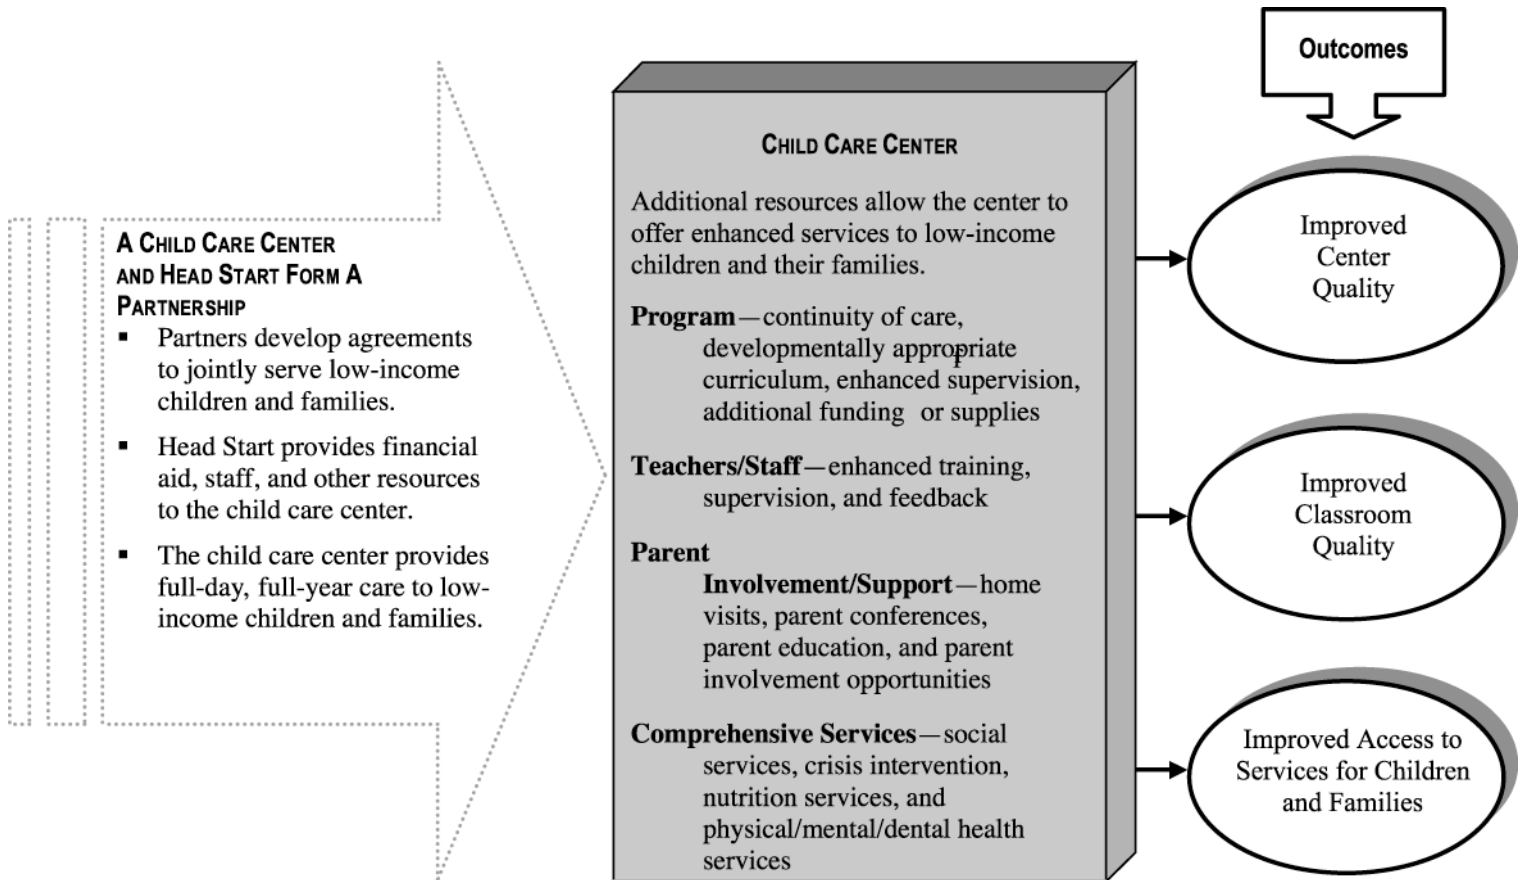 A CHILD CARE CENTER
AND HEAD START FORM A
PARTNERSHIP
▪ Partners develop agreements
to jointly serve low-income
children and families.
▪ Head Start provides financial
aid, staff, and other resources
to the child care center.
▪ The child care center provides
full-day, full-year care to low-
income children and families.
CHILD CARE CENTER
Additional resources allow the center to
offer enhanced services to low-income
children and their families.
Program—continuity of care,
developmentally appropriate
curriculum, enhanced supervision,
additional funding or supplies
Teachers/Staff—enhanced training,
supervision, and feedback
Parent
Involvement/Support—home
visits, parent conferences,
parent education, and parent
involvement opportunities
Comprehensive Services—social
services, crisis intervention,
nutrition services, and
physical/mental/dental health
services
Outcomes
Improved
Center
Quality
Improved
Classroom
Quality
Improved Access to
Services for Children
and Families